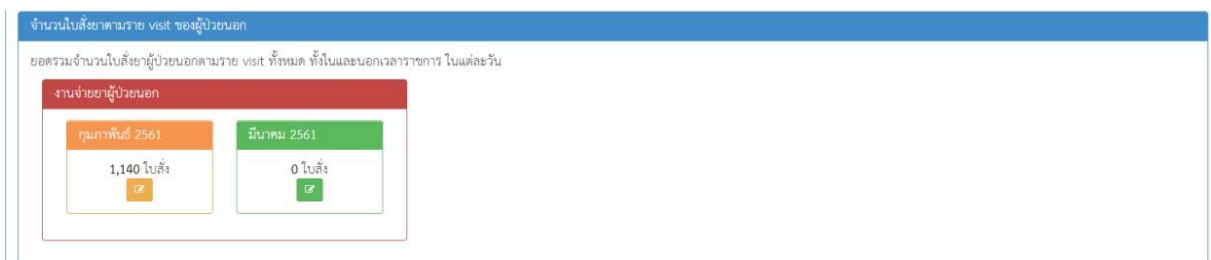 จำนวนใบสั่งยาตามราย visit ของผู้ป่วยนอก
ยอดรวมจำนวนใบสั่งยาผู้ป่วยนอกตามราย visit ทั้งหมด ทั้งในและนอกเวลาราชการ ในแต่ละวัน
งานจ่ายยาผู้ป่วยนอก
กุมภาพันธ์ 2561 มีนาคม 2561
1,140 ใบสั่ง 0 ใบสั่ง